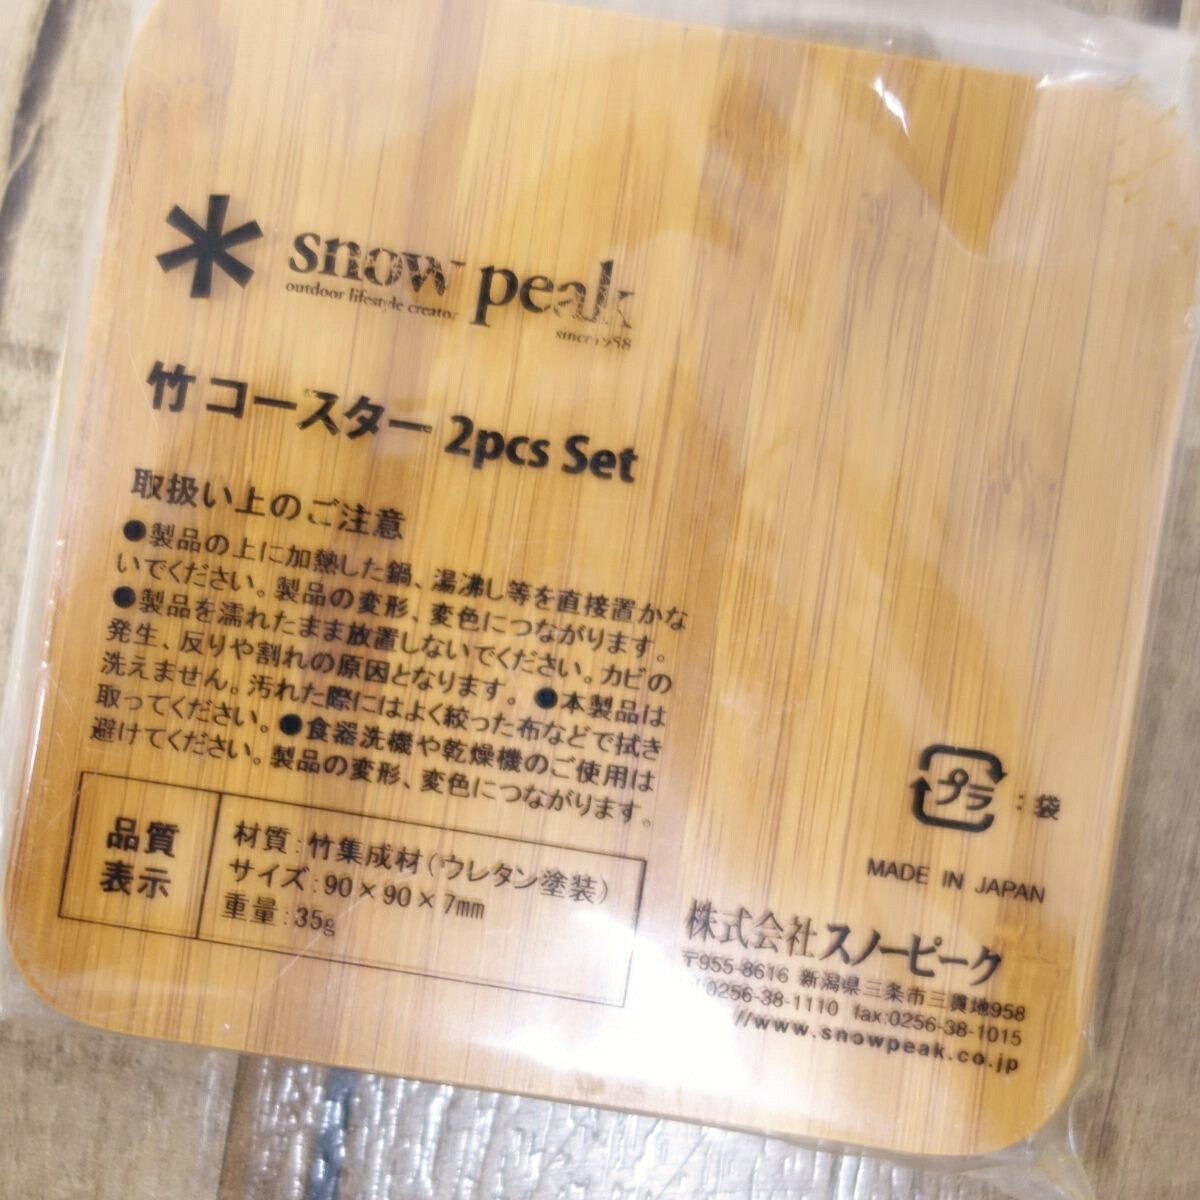 snow peak
outdoor lifestyle creator
since 1958
竹 コースター 2pcs Set
取扱い上のご注意
●製品の上に加熱した鍋、湯沸し等を直接置かな
いでください。製品の変形、変色につながります。
●製品を濡れたまま放置しないでください。カビの
発生、反りや割れの原因となります。 ●本製品は
洗えません。汚れた際にはよく絞った布などで拭き
取ってください。●食器洗機や乾燥機のご使用は
避けてください。製品の変形、変色につながります。
品質
表示
材質:竹集成材(ウレタン塗装)
サイズ:90×90×7mm
重量:35g
プラ :袋
MADE IN JAPAN
株式会社スノーピーク
〒955-8616 新潟県三条市三貫地958
0256-38-1110 fax:0256-38-1015
//www.snowpeak.co.jp